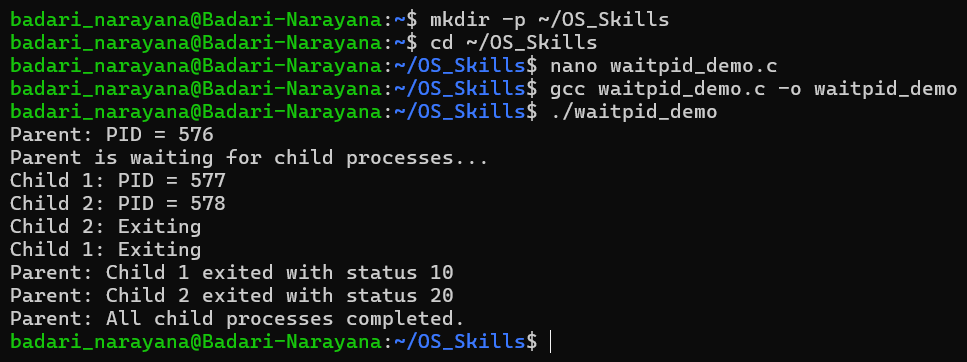 badari_narayana@Badari-Narayana:~$ mkdir -p ~/OS_Skills
badari_narayana@Badari-Narayana:~$ cd ~/OS_Skills
badari_narayana@Badari-Narayana:~/OS_Skills$ nano waitpid_demo.c
badari_narayana@Badari-Narayana:~/OS_Skills$ gcc waitpid_demo.c -o waitpid_demo
badari_narayana@Badari-Narayana:~/OS_Skills$ ./waitpid_demo
Parent: PID = 576
Parent is waiting for child processes...
Child 1: PID = 577
Child 2: PID = 578
Child 2: Exiting
Child 1: Exiting
Parent: Child 1 exited with status 10
Parent: Child 2 exited with status 20
Parent: All child processes completed.
badari_narayana@Badari-Narayana:~/OS_Skills$